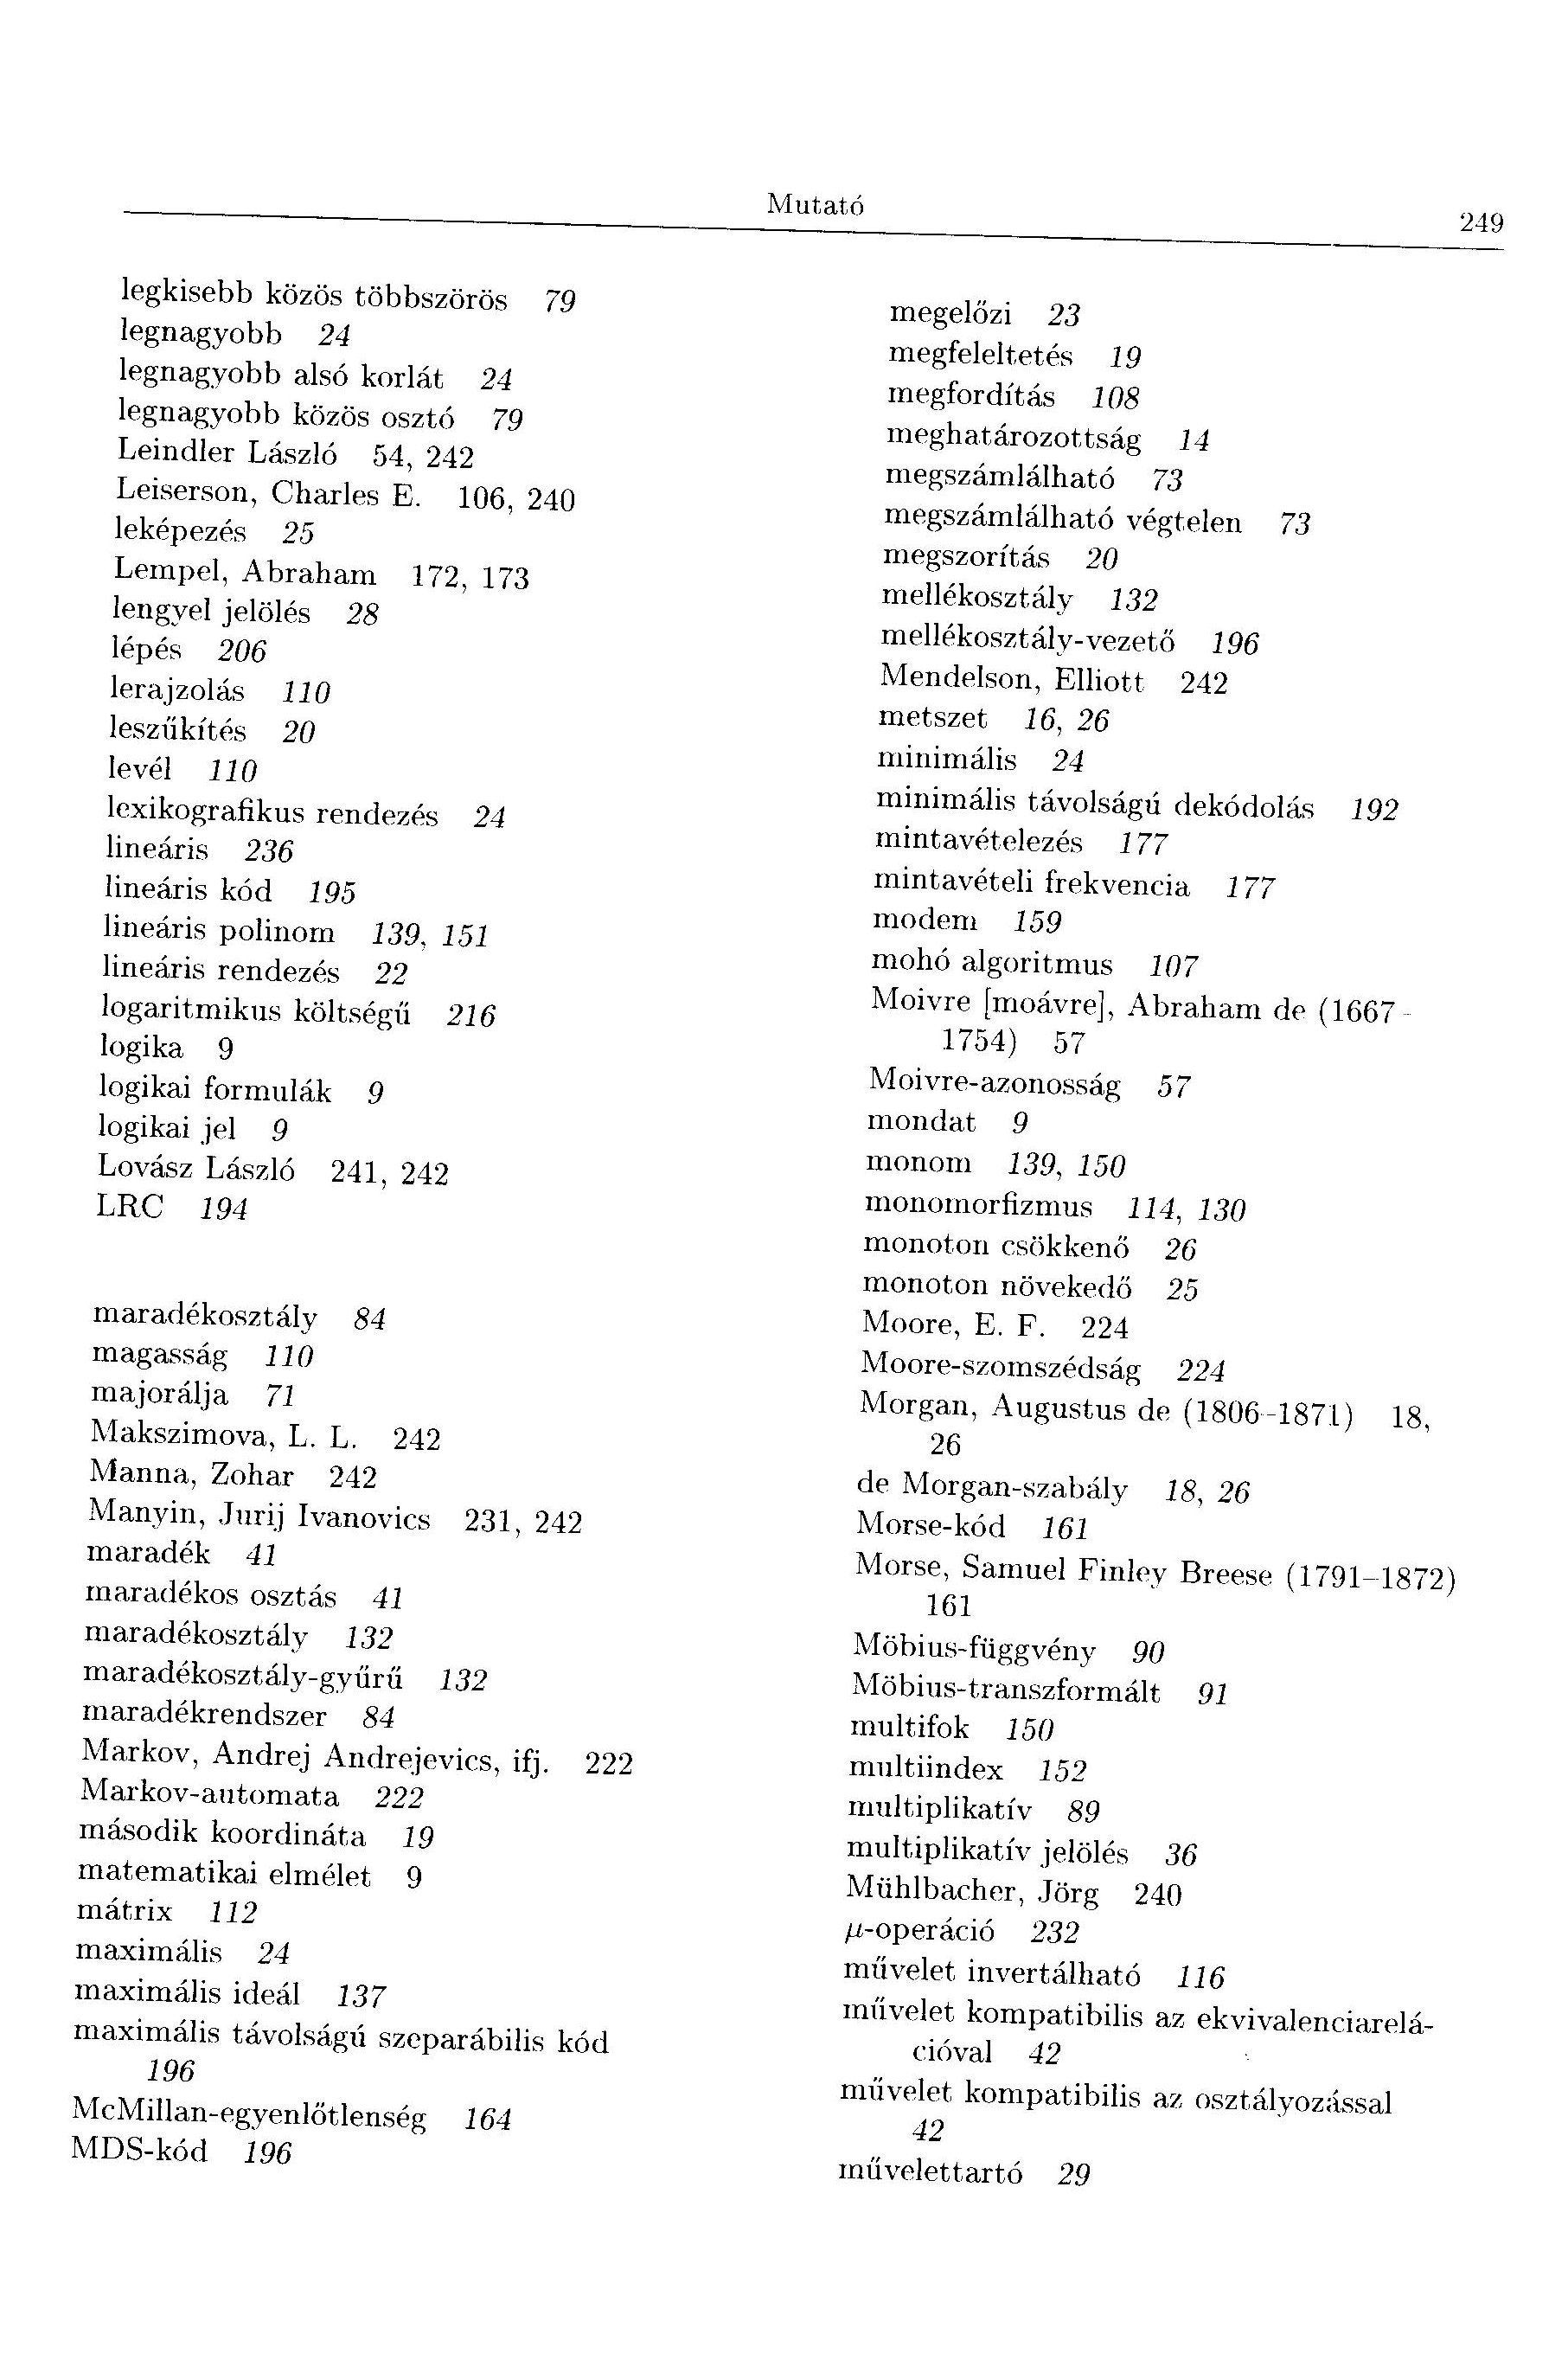 Mutató
249
legkisebb közös többszörös 79
legnagyobb 24
legnagyobb alsó korlát 24
legnagyobb közös osztó 79
Leindler László 54, 242
Leiserson, Charles E. 106, 240
leképezés 25
Lempel, Abraham 172, 173
lengyel jelölés 28
lépés 206
lerajzolás 110
leszűkítés 20
levél 110
lexikografikus rendezés 24
lineáris 236
lineáris kód 195
lineáris polinom 139, 151
lineáris rendezés 22
logaritmikus költségű 216
logika 9
logikai formulák 9
logikai jel 9
Lovász László 241, 242
LRC 194
maradékosztály 84
magasság 110
majorálja 71
Makszimova, L. L. 242
Manna, Zohar 242
Manyin, Jurij Ivanovics 231, 242
maradék 41
maradékos osztás 41
maradékosztály 132
maradékosztály-gyűrű 132
maradékrendszer 84
Markov, Andrej Andrejevics, ifj. 222
Markov-automata 222
második koordináta 19
matematikai elmélet 9
mátrix 112
maximális 24
maximális ideál 137
maximális távolságú szeparábilis kód
196
McMillan-egyenlőtlenség 164
MDS-kód 196
megelőzi 23
megfeleltetés 19
megfordítás 108
meghatározottság 14
megszámlálható 73
megszámlálható végtelen 73
megszorítás 20
mellékosztály 132
mellékosztály-vezető 196
Mendelson, Elliott 242
metszet 16, 26
minimális 24
minimális távolságú dekódolás 192
mintavételezés 177
mintavételi frekvencia 177
modem 159
mohó algoritmus 107
Moivre [moávre], Abraham de (1667-
1754) 57
Moivre-azonosság 57
mondat 9
monom 139, 150
monomorfizmus 114, 130
monoton csökkenő 26
monoton növekedő 25
Moore, E. F. 224
Moore-szomszédság 224
Morgan, Augustus de (1806-1871) 18,
26
de Morgan-szabály 18, 26
Morse-kód 161
Morse, Samuel Finley Breese (1791–1872)
161
Möbius-függvény 90
Möbius-transzformált 91
multifok 150
multiindex 152
multiplikatív 89
multiplikatív jelölés 36
Mühlbacher, Jörg 240
μ-operáció 232
művelet invertálható 116
művelet kompatibilis az ekvivalenciarelá-
cióval 42
művelet kompatibilis az osztályozással
42
művelettartó 29